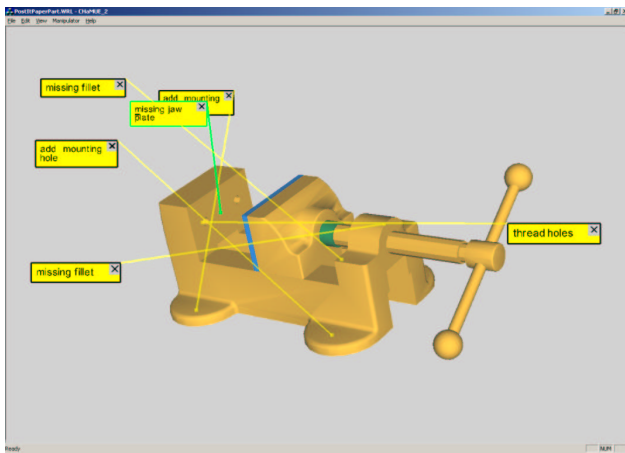 PostItPaperPart.WRL - CHaMUE_2
File Edit View Manipulator Help
missing fillet
add mounting
missing jaw
plate
add mounting
hole
thread holes
missing fillet
Ready
NUM